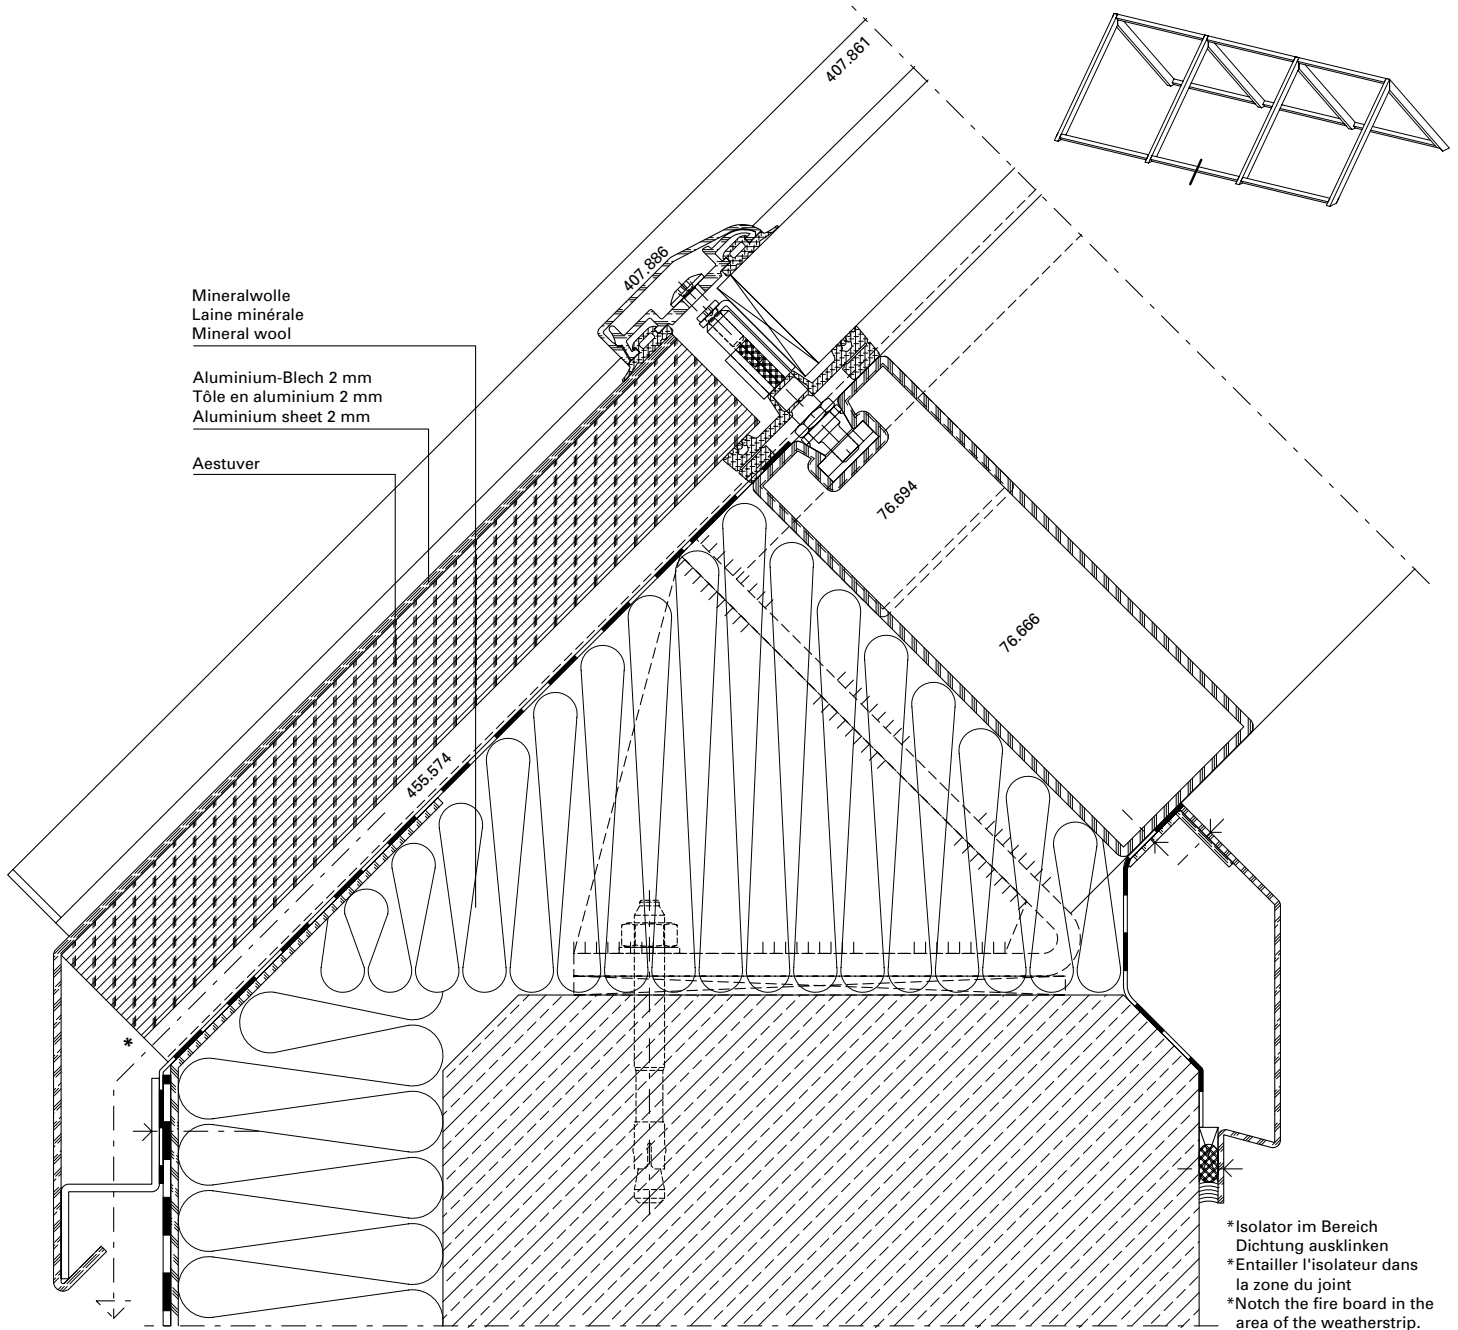 407.861
407.886
Mineralwolle
Laine minérale
Mineral wool
Aluminium-Blech 2 mm
Tôle en aluminium 2 mm
Aluminium sheet 2 mm
Aestuver
76.694
76.666
455.574
*
*Isolator im Bereich
Dichtung ausklinken
*Entailler l'isolateur dans
la zone du joint
*Notch the fire board in the
area of the weatherstrip.